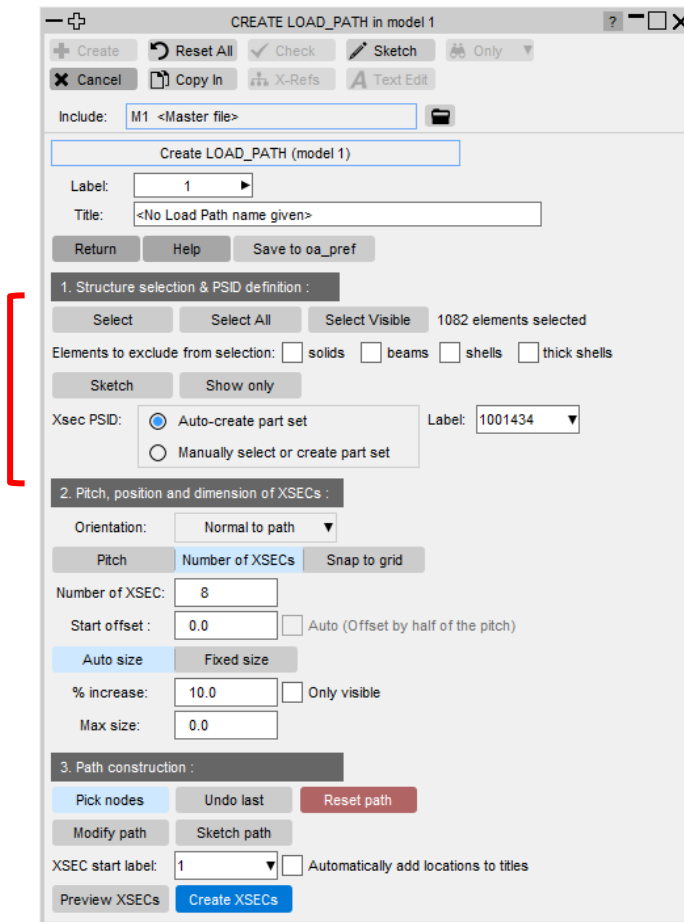 CREATE LOAD_PATH in model 1 ?
Create Reset All Check Sketch Only
Cancel Copy In X-Refs Text Edit
Include: M1 <Master file>
Create LOAD_PATH (model 1)
Label: 1
Title: <No Load Path name given>
Return Help Save to oa_pref
1. Structure selection & PSID definition :
Select Select All Select Visible 1082 elements selected
Elements to exclude from selection: solids beams shells thick shells
Sketch Show only
Xsec PSID: Auto-create part set Label: 1001434
Manually select or create part set
2. Pitch, position and dimension of XSECs :
Orientation: Normal to path
Pitch Number of XSECs Snap to grid
Number of XSEC: 8
Start offset : 0.0 Auto (Offset by half of the pitch)
Auto size Fixed size
% increase: 10.0 Only visible
Max size: 0.0
3. Path construction :
Pick nodes Undo last Reset path
Modify path Sketch path
XSEC start label: 1 Automatically add locations to titles
Preview XSECs Create XSECs